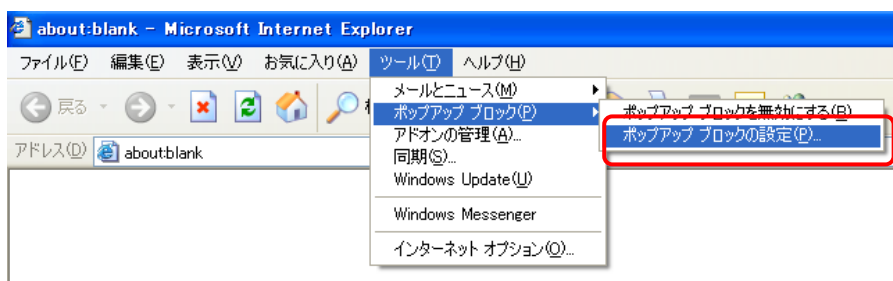 about:blank - Microsoft Internet Explorer
ファイル(F) 編集(E) 表示(V) お気に入り(A) ツール(T) ヘルプ(H)
戻る
アドレス(D) about:blank
メールとニュース(M)
ポップアップ ブロック(P)
アドオンの管理(A)...
同期(S)...
Windows Update(U)
Windows Messenger
インターネット オプション(O)...
ポップアップ ブロックを無効にする(B)
ポップアップ ブロックの設定(P)...